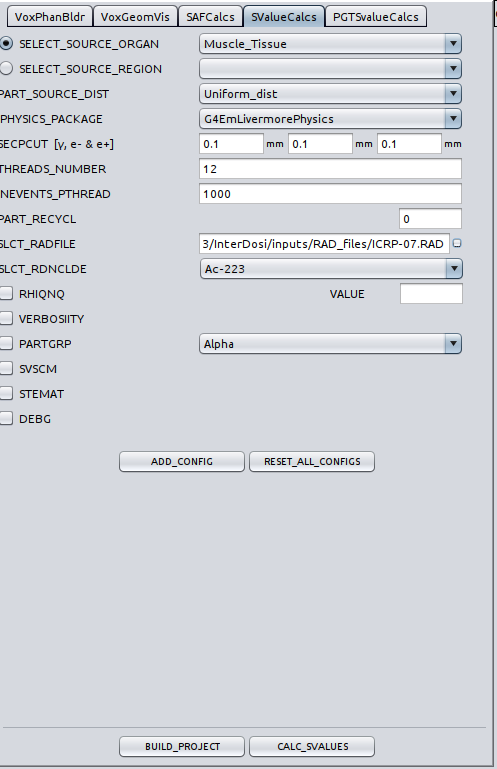 VoxPhanBldr VoxGeomVis SAFCalcs SValueCalcs PGTSvalueCalcs
SELECT_SOURCE_ORGAN Muscle_Tissue
SELECT_SOURCE_REGION
PART_SOURCE_DIST Uniform_dist
PHYSICS_PACKAGE G4EmLivermorePhysics
SECPCUT [γ, e- & e+] 0.1 mm 0.1 mm 0.1 mm
THREADS_NUMBER 12
NEVENTS_PTHREAD 1000
PART_RECYCL 0
SLCT_RADFILE 3/InterDosi/inputs/RAD_files/ICRP-07.RAD
SLCT_RDNCLDE Ac-223
RHIQNQ VALUE
VERBOSIITY
PARTGRP Alpha
SVSCM
STEMAT
DEBG
ADD_CONFIG RESET_ALL_CONFIGS
BUILD_PROJECT CALC_SVALUES